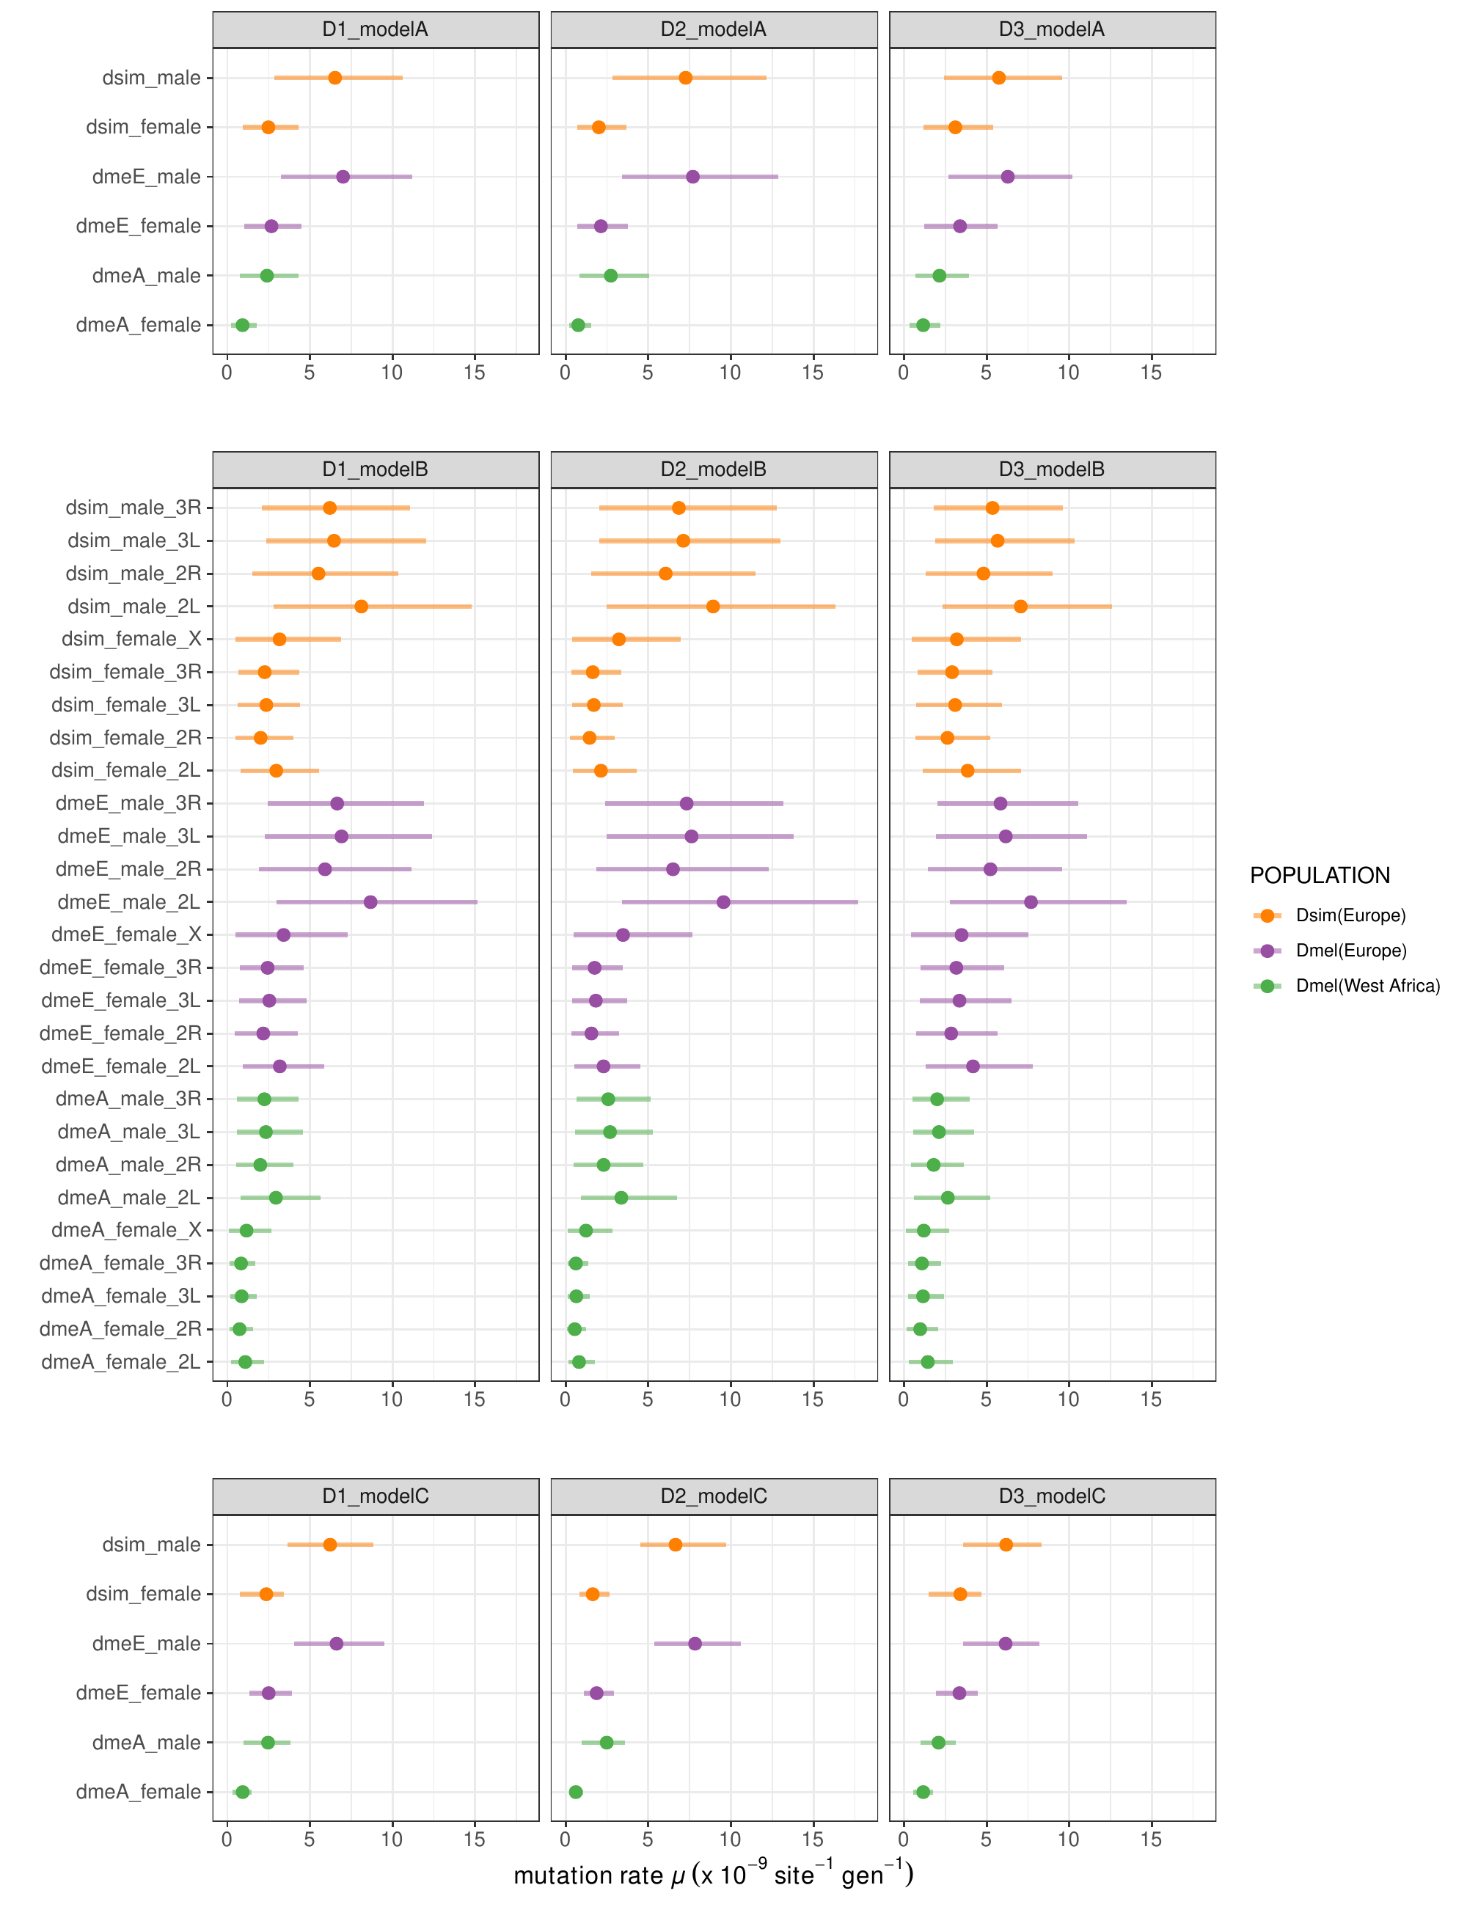 D1_modelA D2_modelA D3_modelA
dsim_male
dsim_female
dmeE_male
dmeE_female
dmeA_male
dmeA_female
0 5 10 15 0 5 10 15 0 5 10 15
D1_modelB D2_modelB D3_modelB
dsim_male_3R
dsim_male_3L
dsim_male_2R
dsim_male_2L
dsim_female_X
dsim_female_3R
dsim_female_3L
dsim_female_2R
dsim_female_2L
dmeE_male_3R
dmeE_male_3L
dmeE_male_2R
dmeE_male_2L
dmeE_female_X
dmeE_female_3R
dmeE_female_3L
dmeE_female_2R
dmeE_female_2L
dmeA_male_3R
dmeA_male_3L
dmeA_male_2R
dmeA_male_2L
dmeA_female_X
dmeA_female_3R
dmeA_female_3L
dmeA_female_2R
dmeA_female_2L
0 5 10 15 0 5 10 15 0 5 10 15
POPULATION
Dsim(Europe)
Dmel(Europe)
Dmel(West Africa)
D1_modelC D2_modelC D3_modelC
dsim_male
dsim_female
dmeE_male
dmeE_female
dmeA_male
dmeA_female
0 5 10 15 0 5 10 15 0 5 10 15
mutation rate μ (x 10⁻⁹ site⁻¹ gen⁻¹)